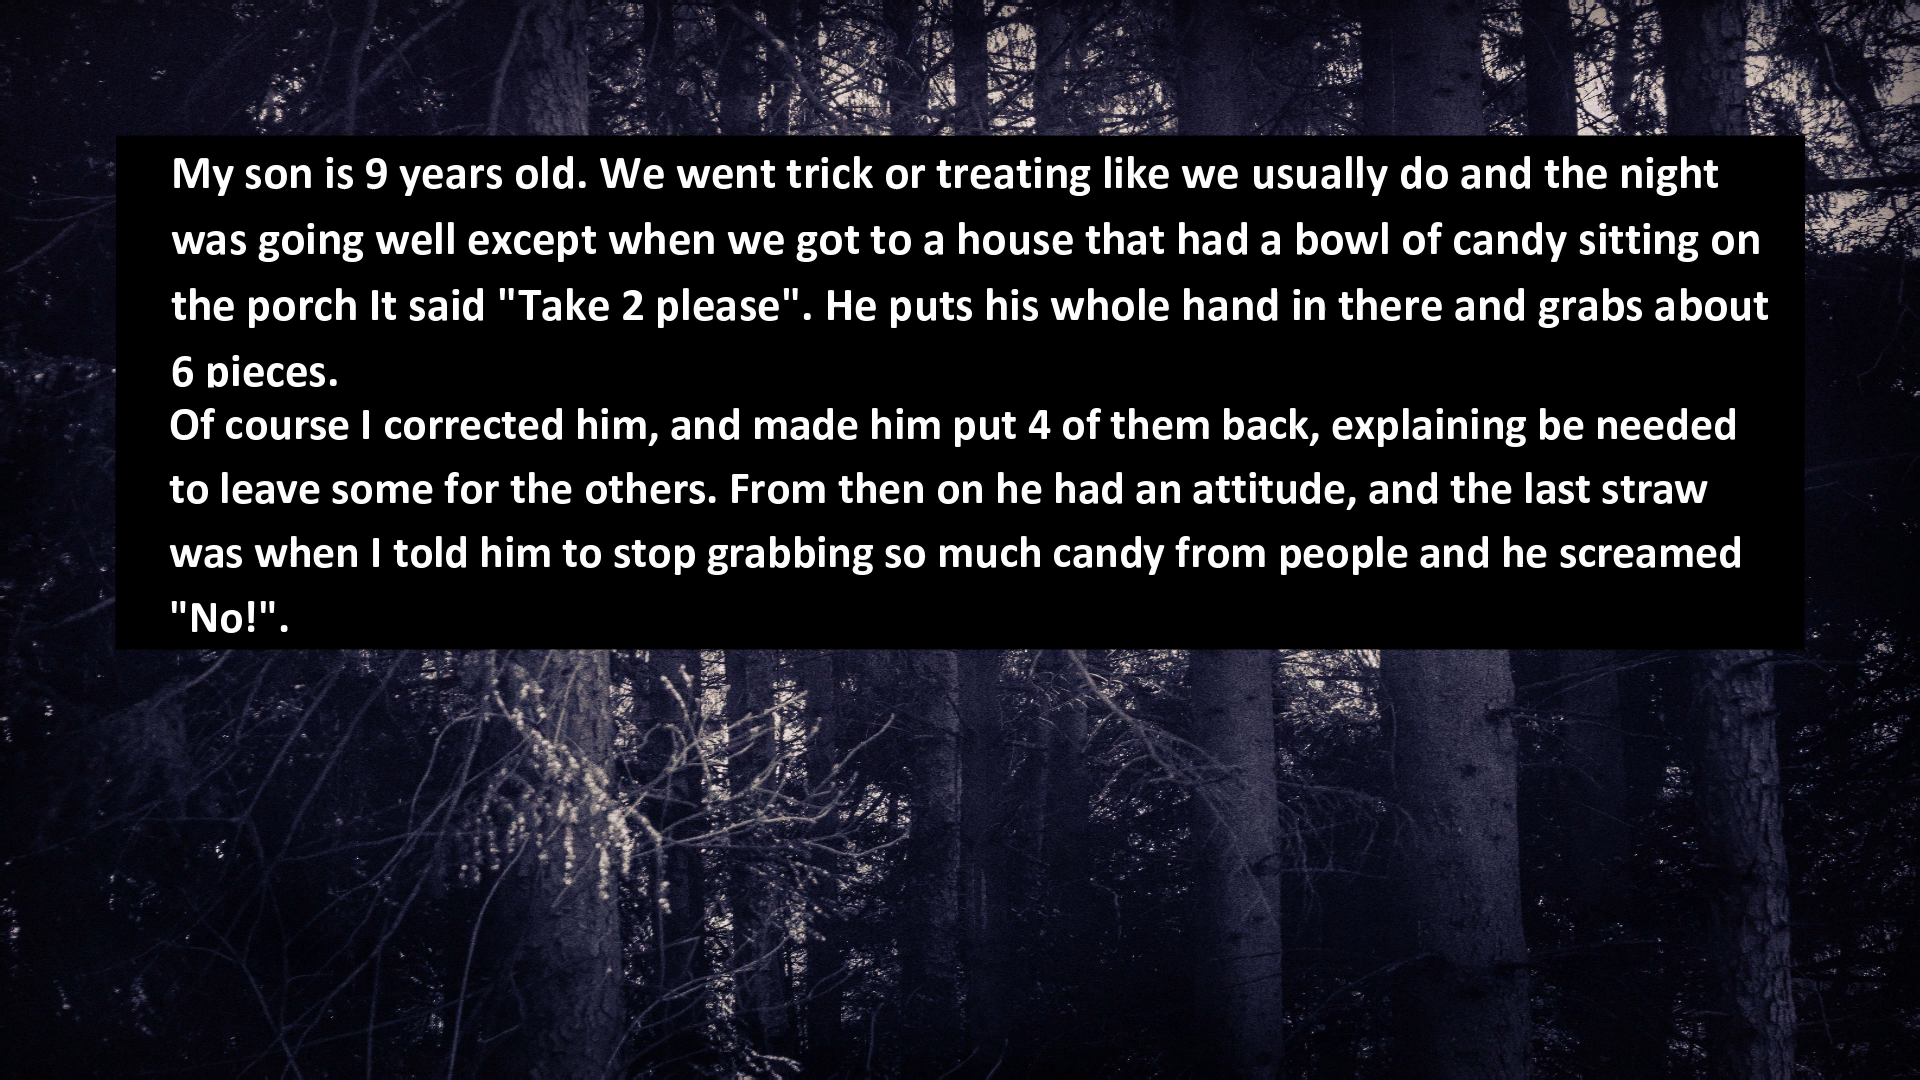 My son is 9 years old. We went trick or treating like we usually do and the night
was going well except when we got to a house that had a bowl of candy sitting on
the porch It said "Take 2 please". He puts his whole hand in there and grabs about
6 pieces.
Of course I corrected him, and made him put 4 of them back, explaining be needed
to leave some for the others. From then on he had an attitude, and the last straw
was when I told him to stop grabbing so much candy from people and he screamed
"No!".